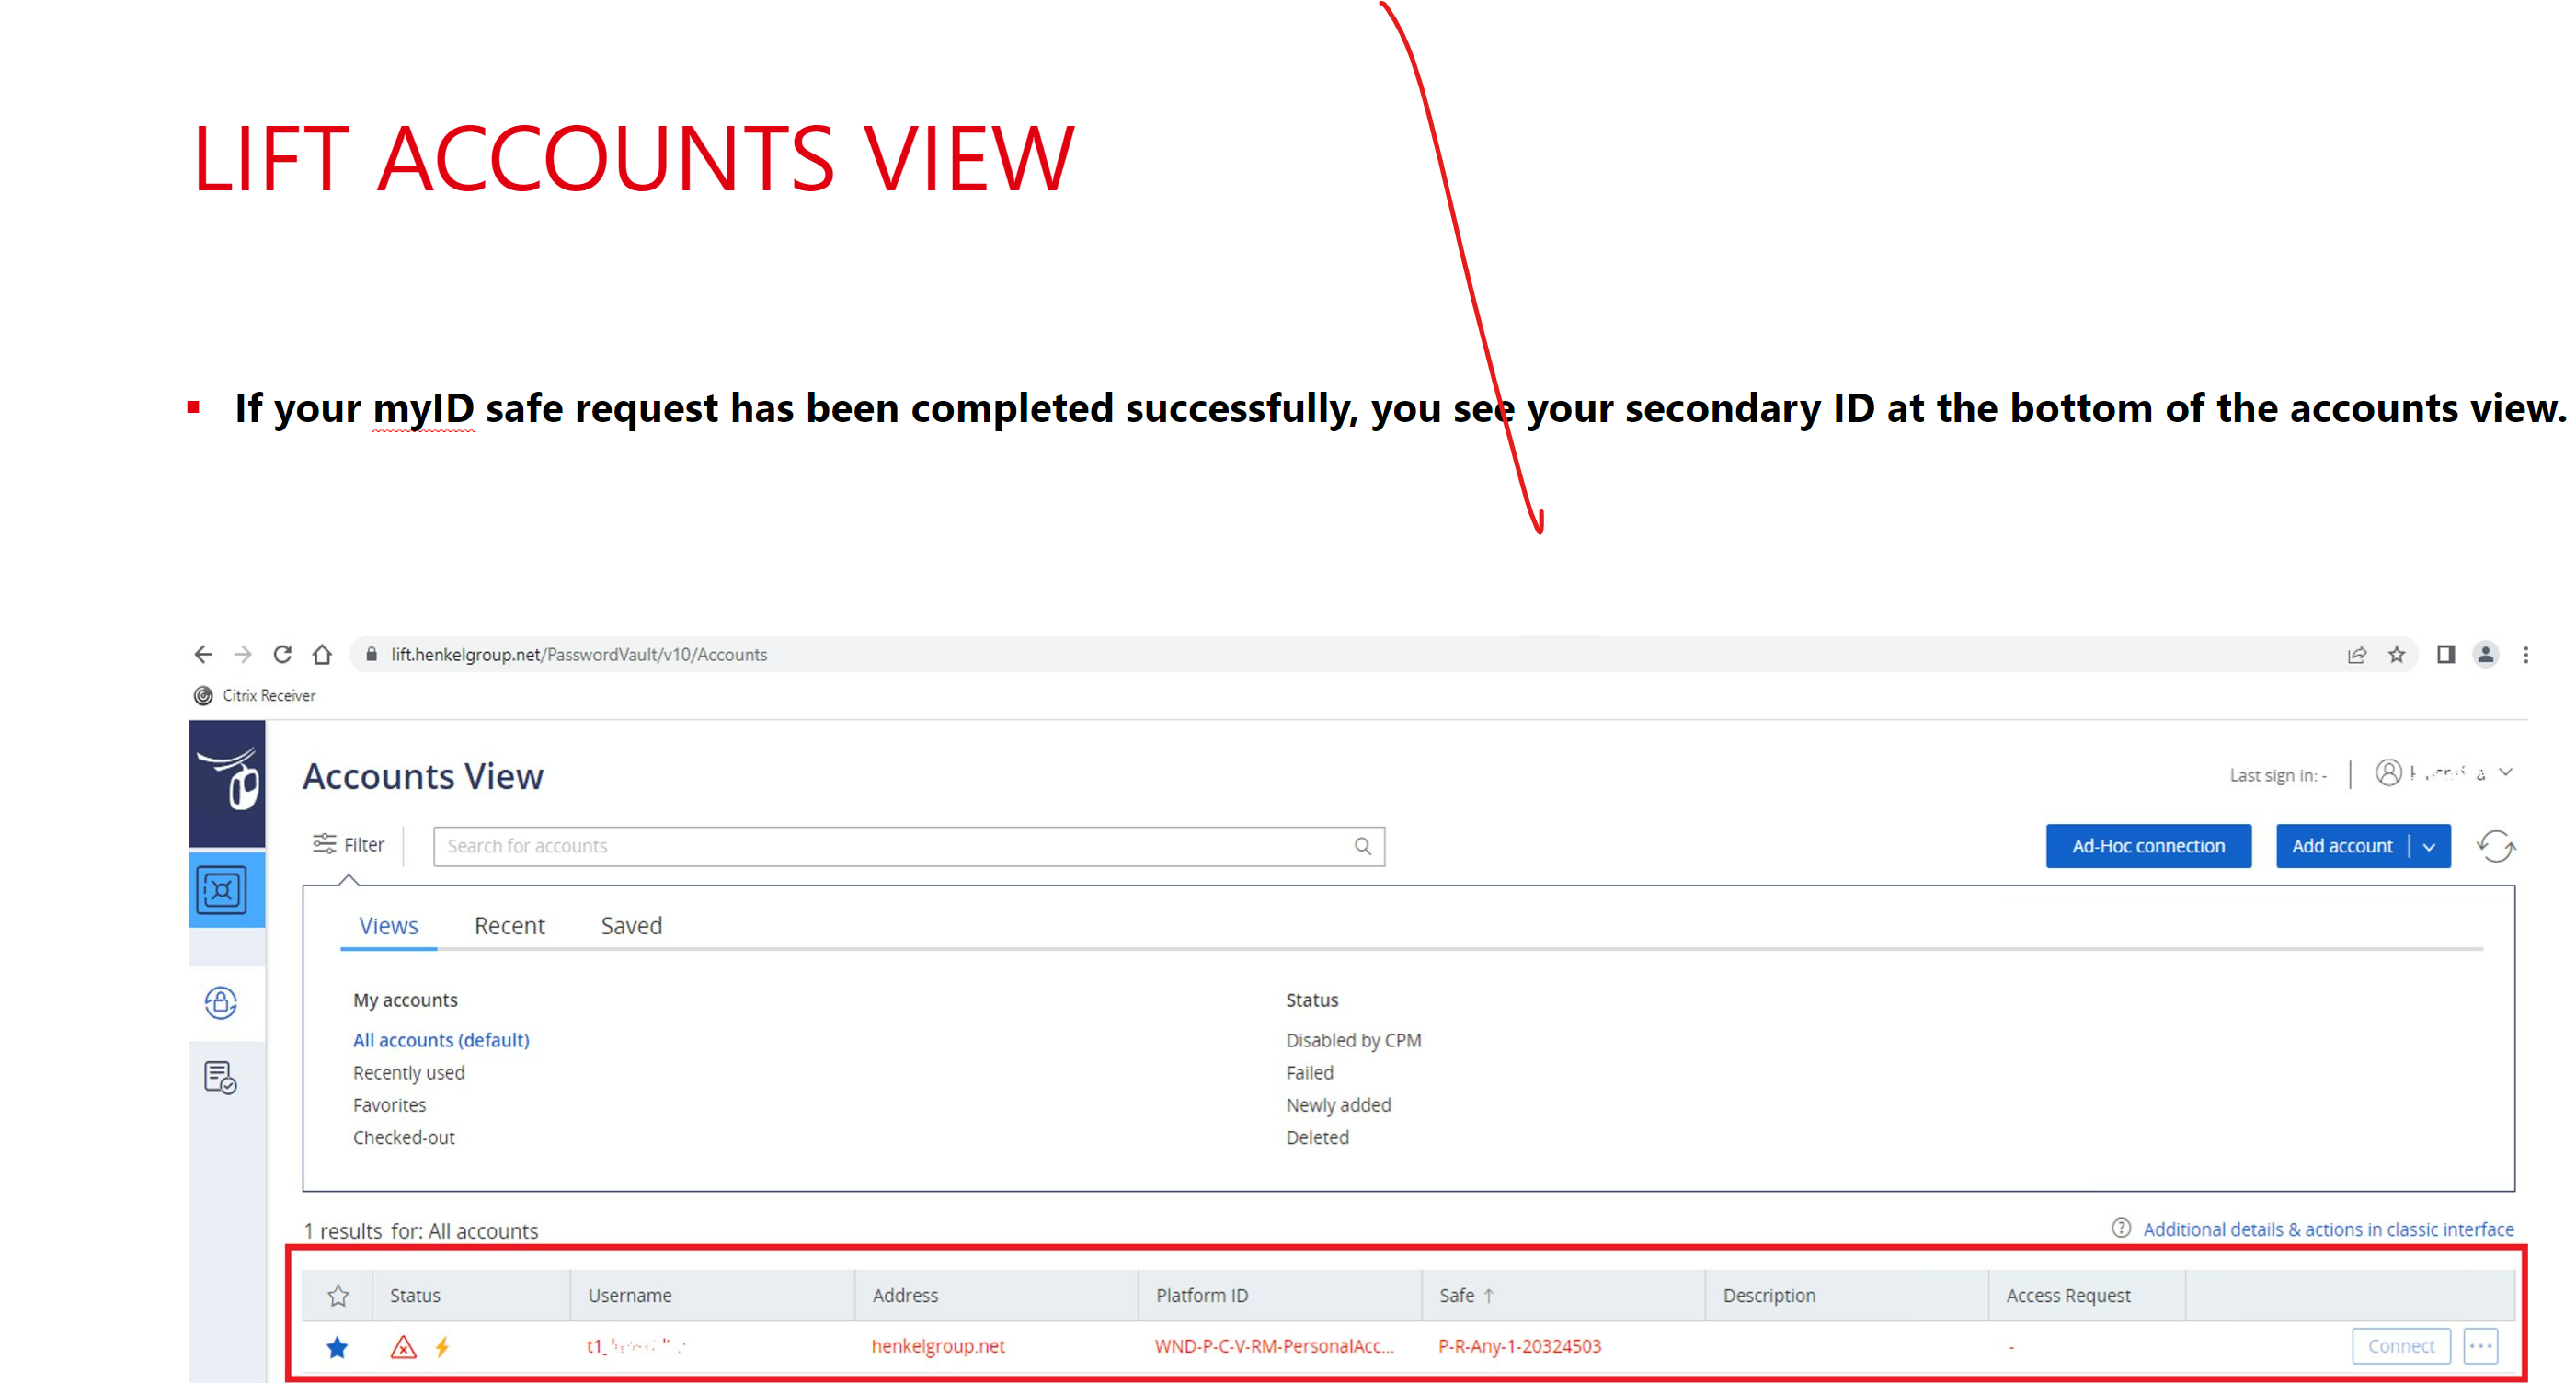 LIFT ACCOUNTS VIEW
If your myID safe request has been completed successfully, you see your secondary ID at the bottom of the accounts view.
lift.henkelgroup.net/PasswordVault/v10/Accounts
Citrix Receiver
Accounts View
Last sign in: -
Filter
Search for accounts
Ad-Hoc connection
Add account
Views Recent Saved
My accounts Status
All accounts (default) Disabled by CPM
Recently used Failed
Favorites Newly added
Checked-out Deleted
1 results for: All accounts
Additional details & actions in classic interface
Status Username Address Platform ID Safe ↑ Description Access Request
t1_ henkelgroup.net WND-P-C-V-RM-PersonalAcc... P-R-Any-1-20324503 - Connect ...